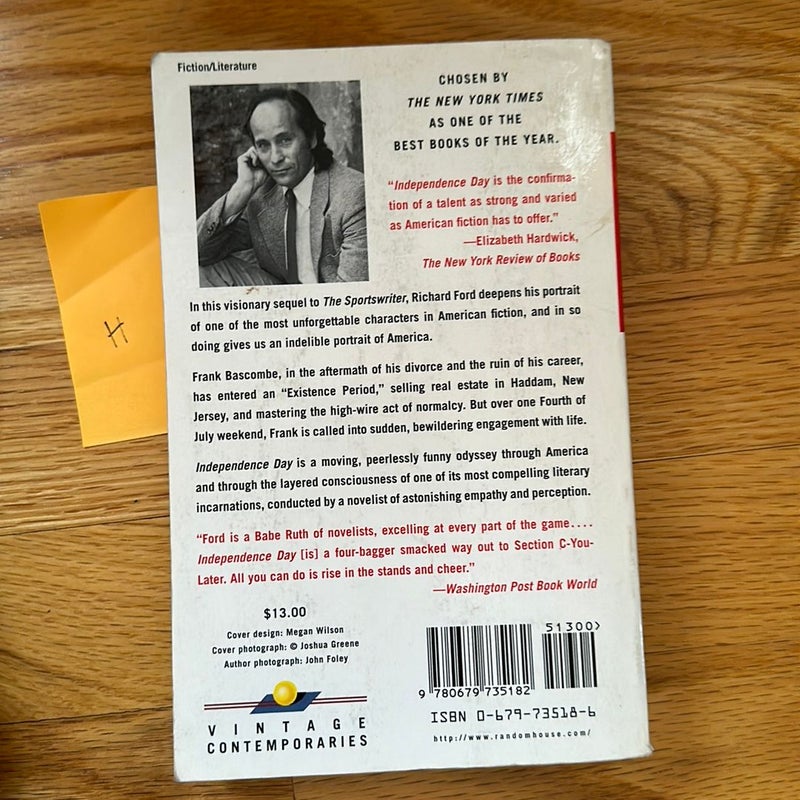 Fiction/Literature
CHOSEN BY
THE NEW YORK TIMES
AS ONE OF THE
BEST BOOKS OF THE YEAR.
“Independence Day is the confirma-
tion of a talent as strong and varied
as American fiction has to offer.”
—Elizabeth Hardwick,
The New York Review of Books
In this visionary sequel to The Sportswriter, Richard Ford deepens his portrait
of one of the most unforgettable characters in American fiction, and in so
doing gives us an indelible portrait of America.
Frank Bascombe, in the aftermath of his divorce and the ruin of his career,
has entered an “Existence Period,” selling real estate in Haddam, New
Jersey, and mastering the high-wire act of normalcy. But over one Fourth of
July weekend, Frank is called into sudden, bewildering engagement with life.
Independence Day is a moving, peerlessly funny odyssey through America
and through the layered consciousness of one of its most compelling literary
incarnations, conducted by a novelist of astonishing empathy and perception.
“Ford is a Babe Ruth of novelists, excelling at every part of the game....
Independence Day [is] a four-bagger smacked way out to Section C-You-
Later. All you can do is rise in the stands and cheer.”
—Washington Post Book World
$13.00
Cover design: Megan Wilson
Cover photograph: © Joshua Greene
Author photograph: John Foley
VINTAGE
CONTEMPORARIES
51300>
9 780679 735182
ISBN 0-679-73518-6
http://www.randomhouse.com/
H